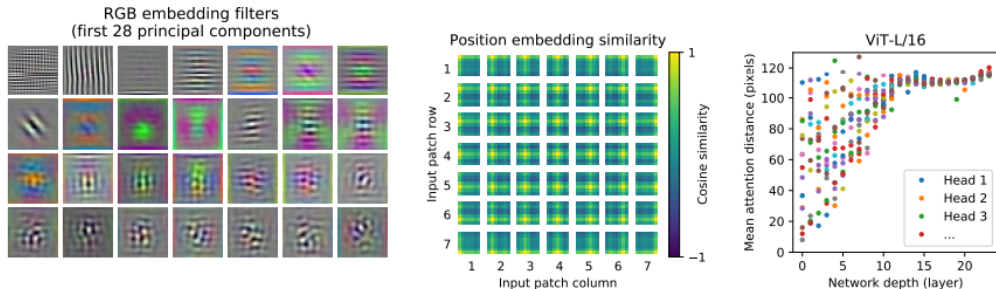 RGB embedding filters
(first 28 principal components)
Position embedding similarity
Input patch row
1
2
3
4
5
6
7
1 2 3 4 5 6 7
Input patch column
1
−1
Cosine similarity
ViT-L/16
Mean attention distance (pixels)
120
100
80
60
40
20
0
Head 1
Head 2
Head 3
...
0 5 10 15 20
Network depth (layer)